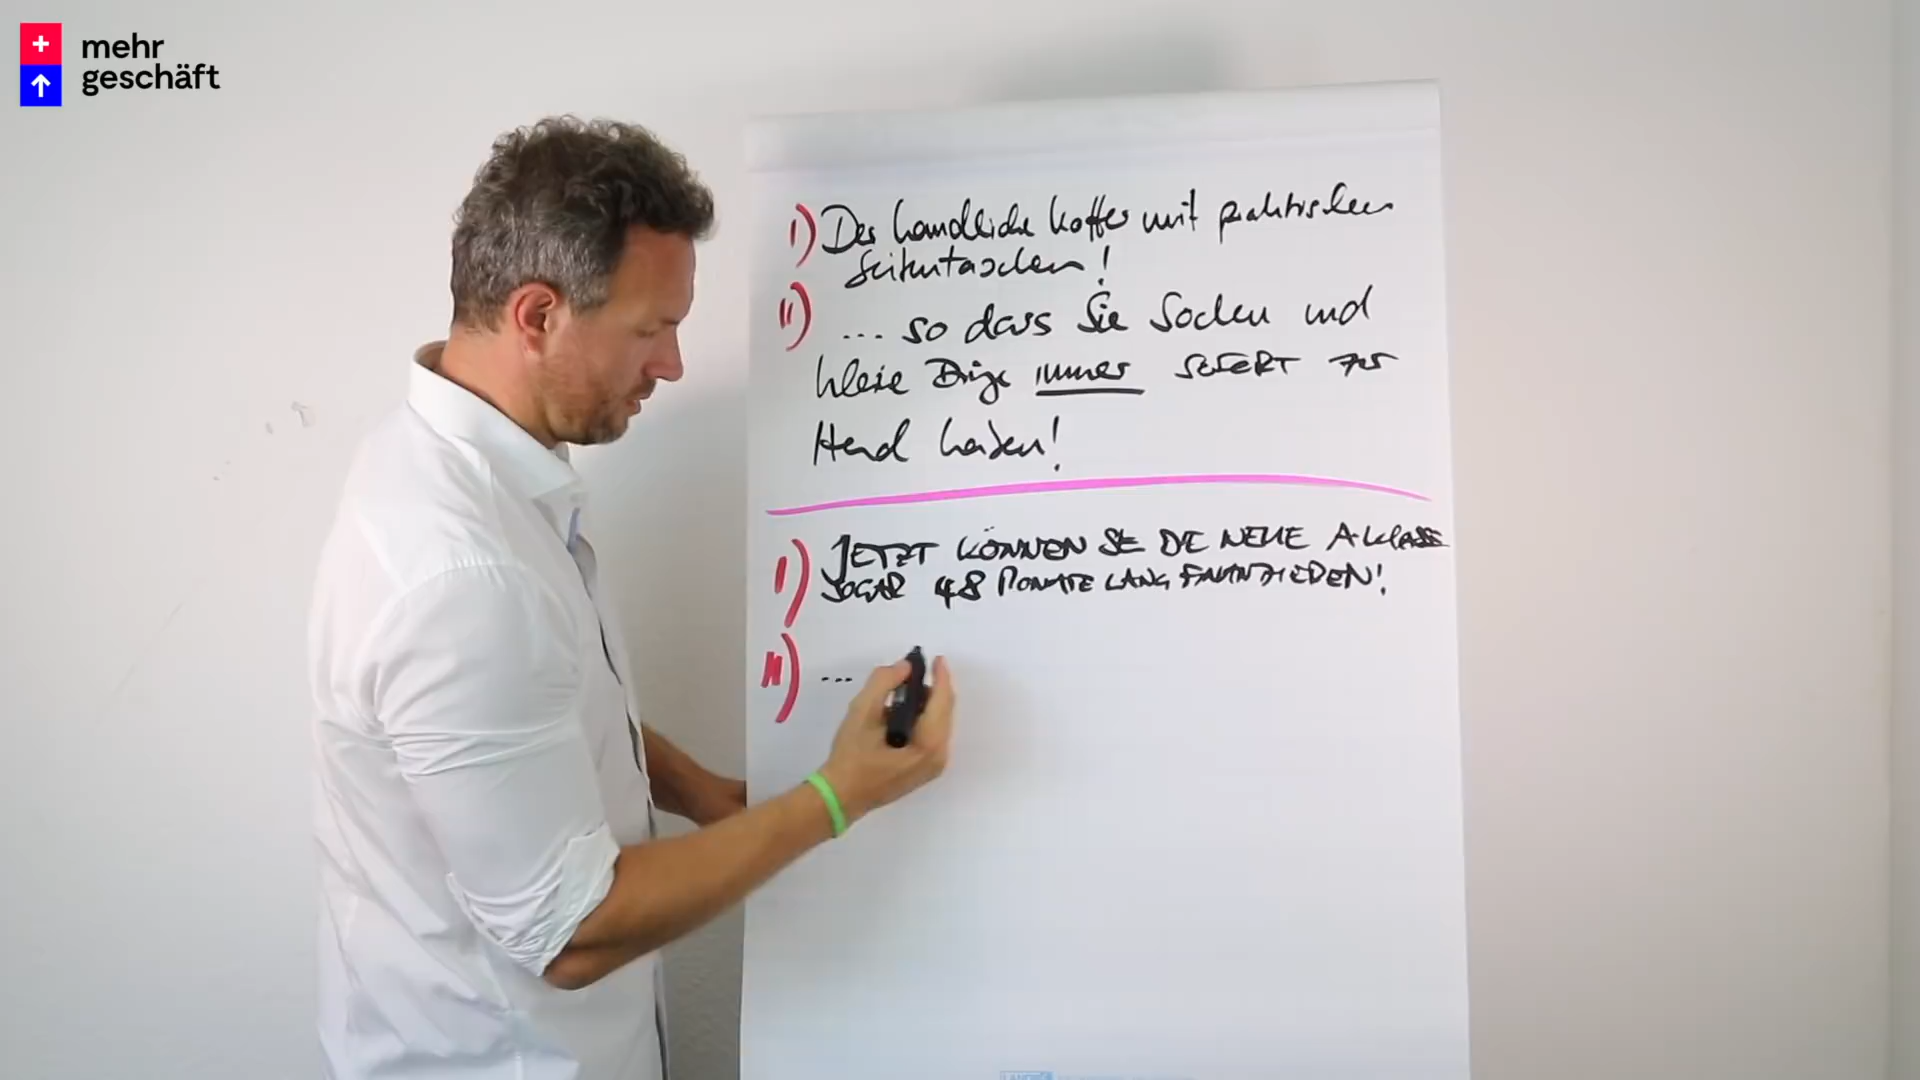 mehr
geschäft
I) Der handliche Koffer mit praktischen
Seitentaschen!
II) ... so dass Sie Socken und
kleine Dinge immer sofort zur
Hand haben!
I) JETZT KÖNNEN SIE DIE NEUE A-KLASSE
SOGAR 48 MONATE LANG FINANZIEREN!
II) ...